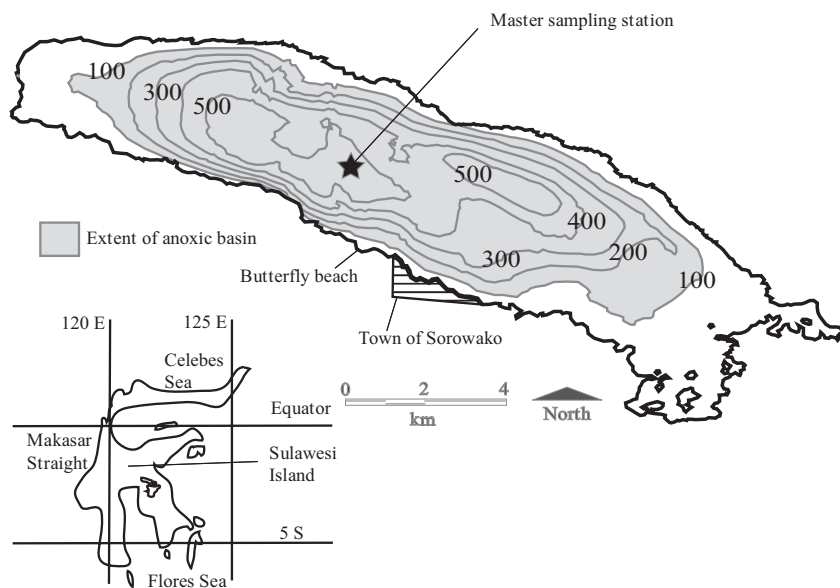 Master sampling station
100
300
500
500
400
200
300
100
Extent of anoxic basin
Butterfly beach
Town of Sorowako
0 2 4
km
North
120 E 125 E
Celebes
Sea
Equator
Makasar
Straight
Sulawesi
Island
5 S
Flores Sea